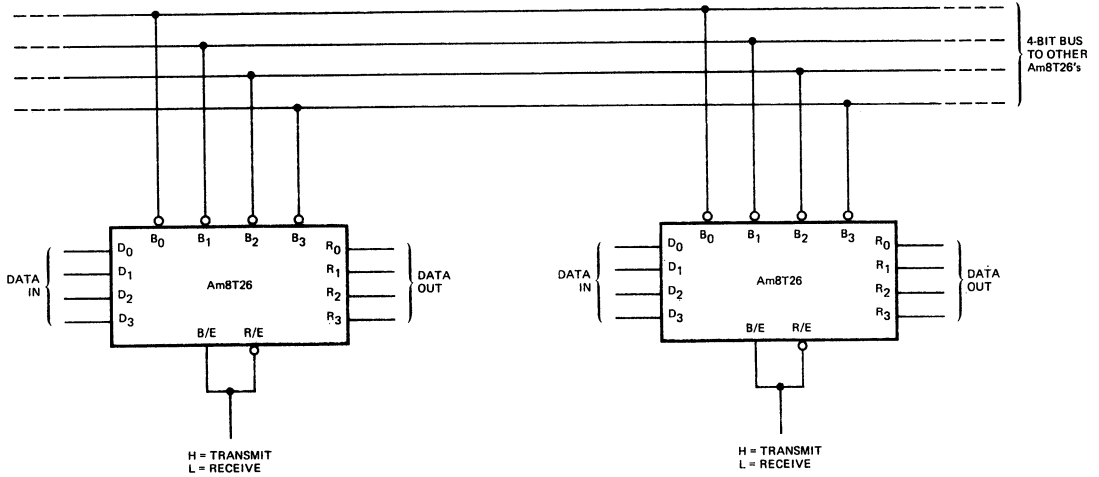 4-BIT BUS
TO OTHER
Am8T26's
B0 B1 B2 B3
D0
D1
D2
D3
DATA
IN
Am8T26
R0
R1
R2
R3
DATA
OUT
B/E R/E
H = TRANSMIT
L = RECEIVE
B0 B1 B2 B3
D0
D1
D2
D3
DATA
IN
Am8T26
R0
R1
R2
R3
DATA
OUT
B/E R/E
H = TRANSMIT
L = RECEIVE